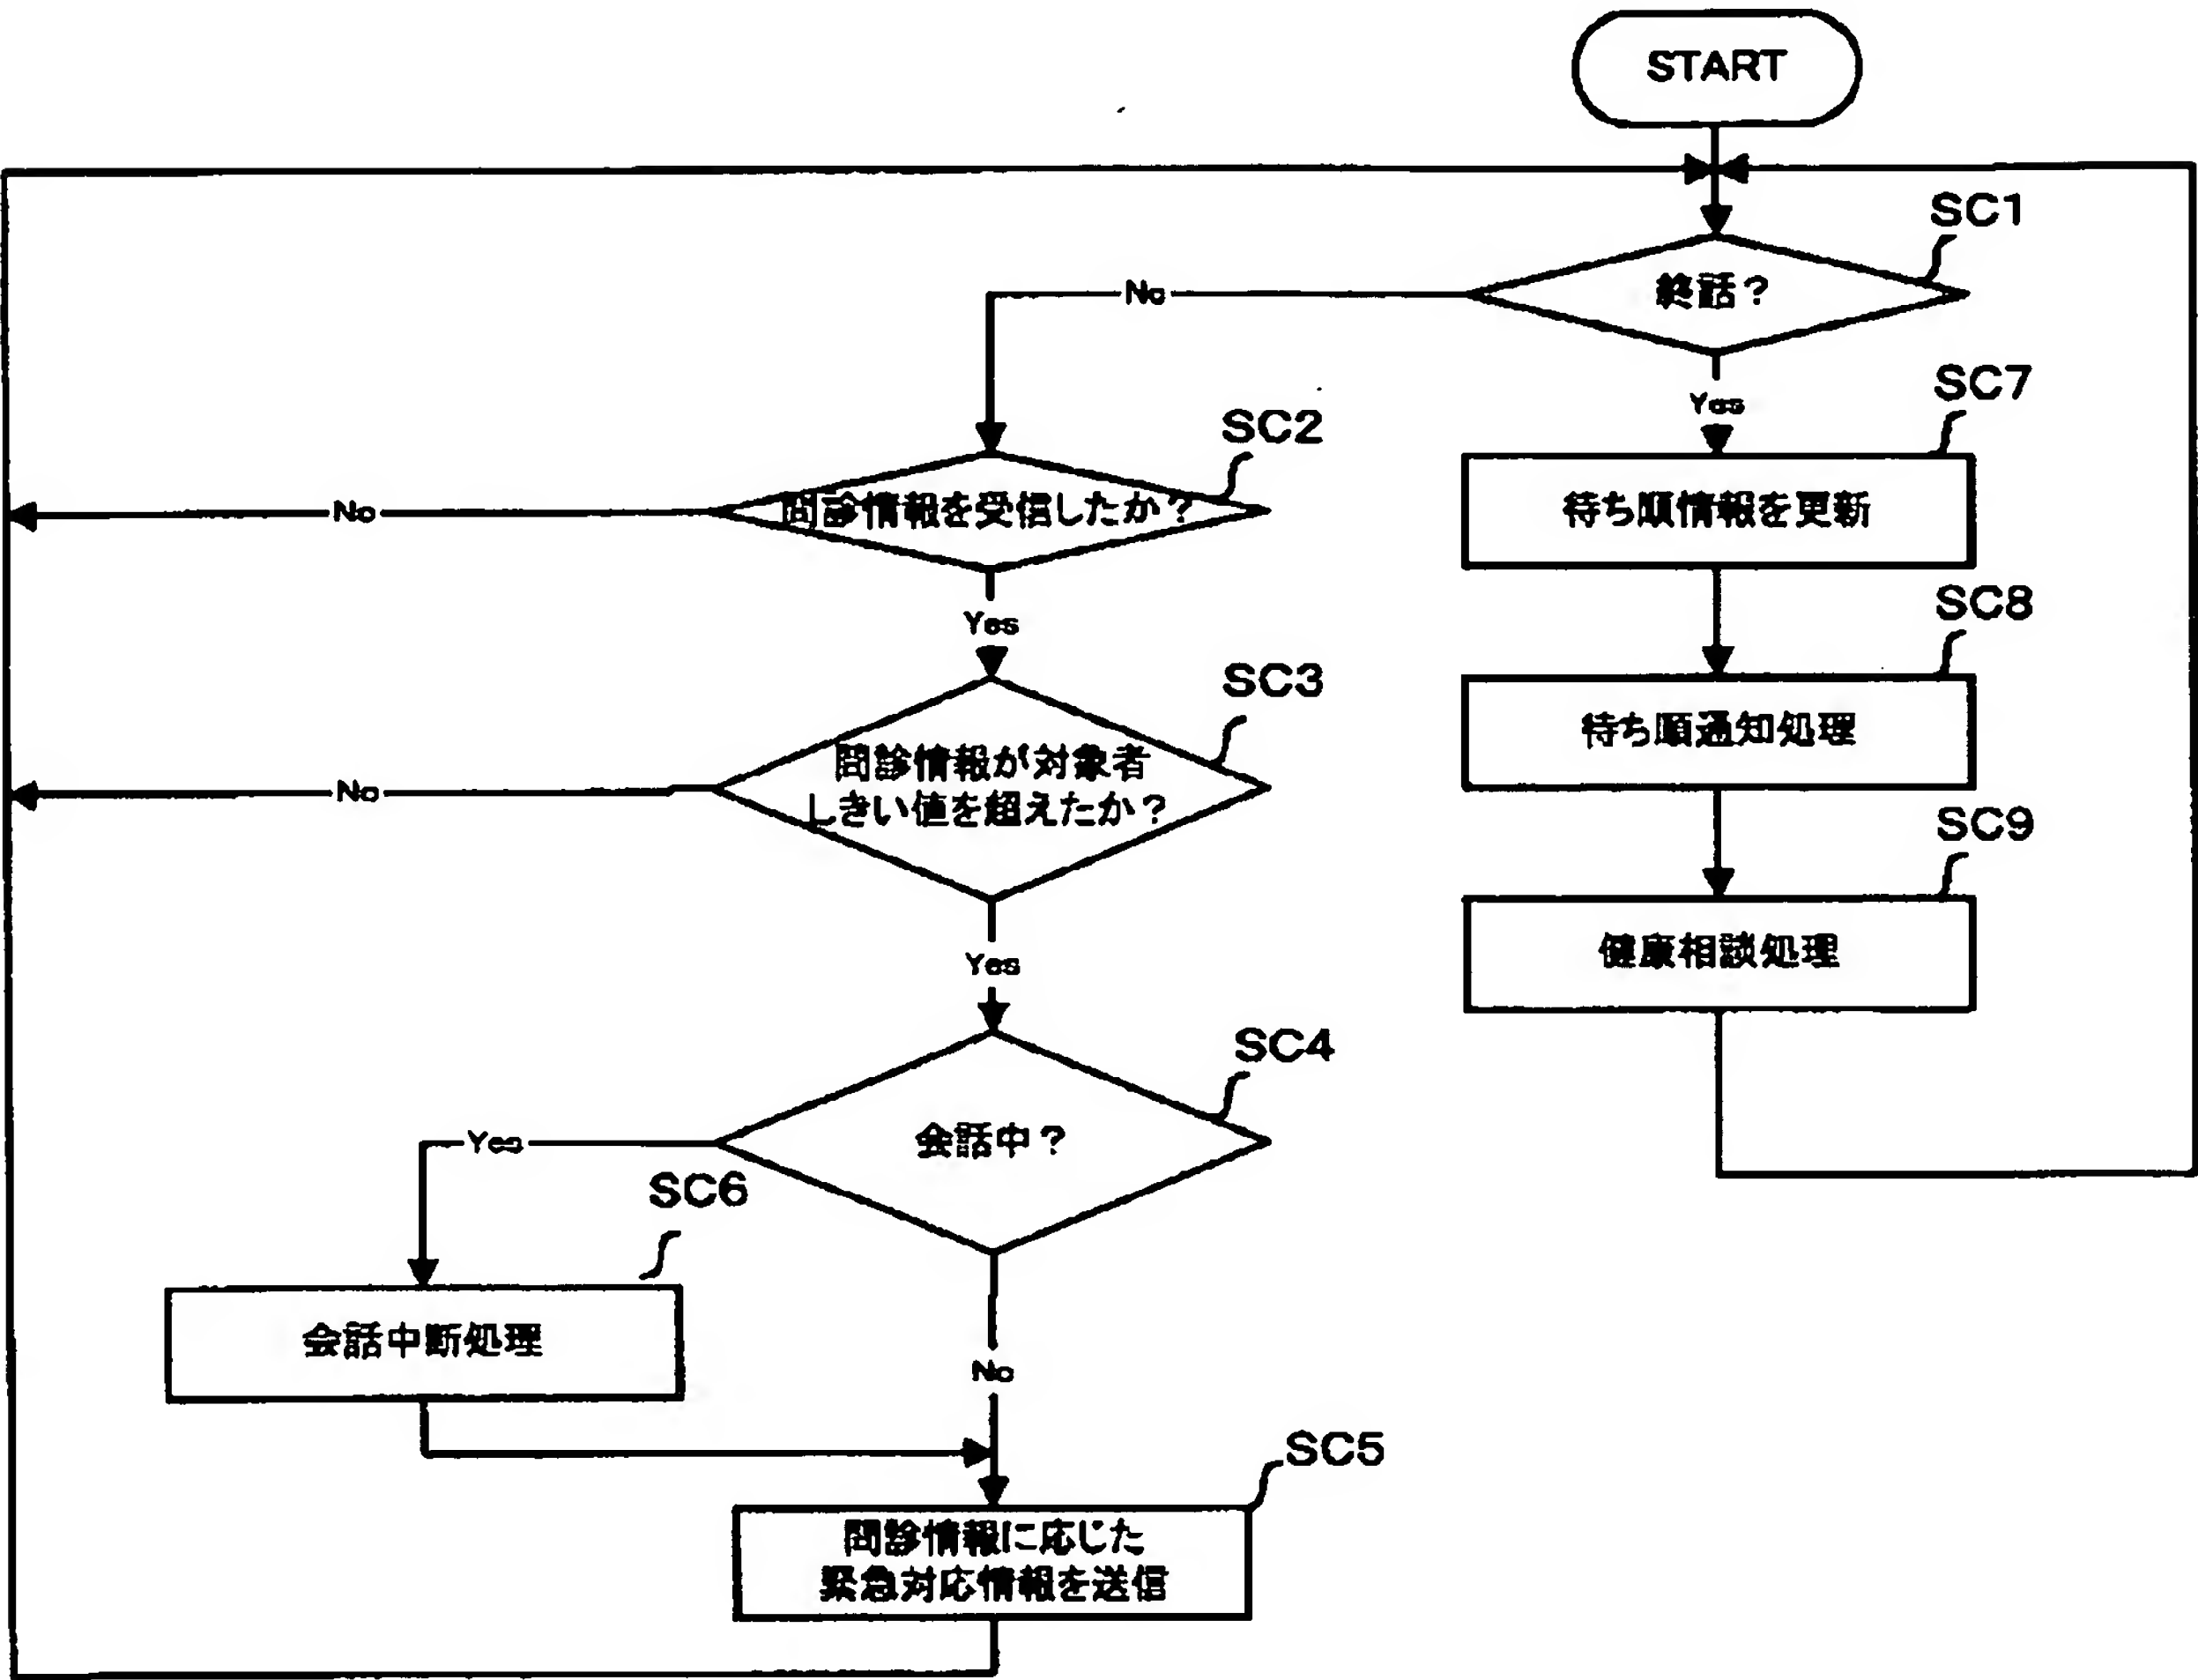 START
SC1
終話？
No
Yes
SC7
待ち順情報を更新
SC2
問診情報を受信したか？
No
Yes
SC8
待ち順通知処理
SC3
問診情報が対象者
しきい値を超えたか？
No
Yes
SC9
健康相談処理
SC4
会話中？
Yes
No
SC6
会話中断処理
SC5
問診情報に応じた
緊急対応情報を送信